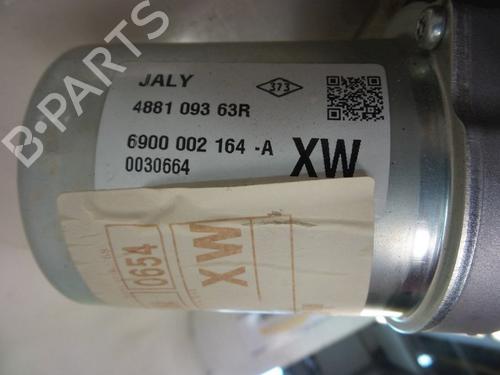 B-PARTS
JALY
373
4881 093 63R
6900 002 164 -A
XW
0030664
0654
XW